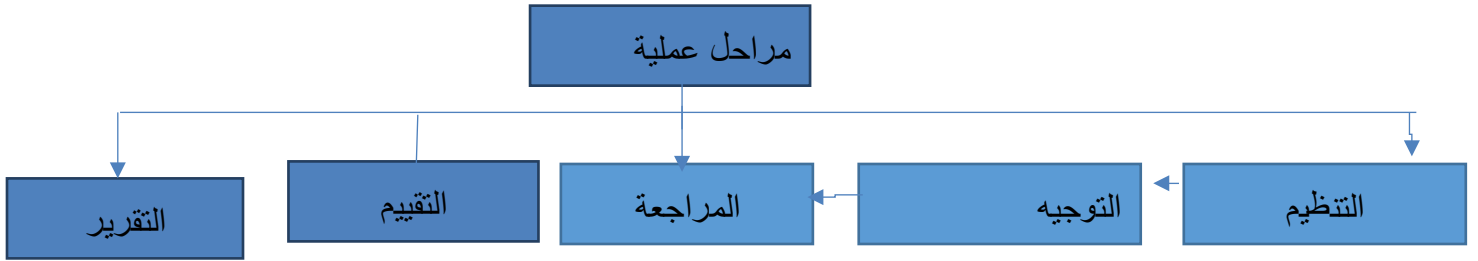 مراحل عملية
التنظيم
التوجيه
المراجعة
التقييم
التقرير